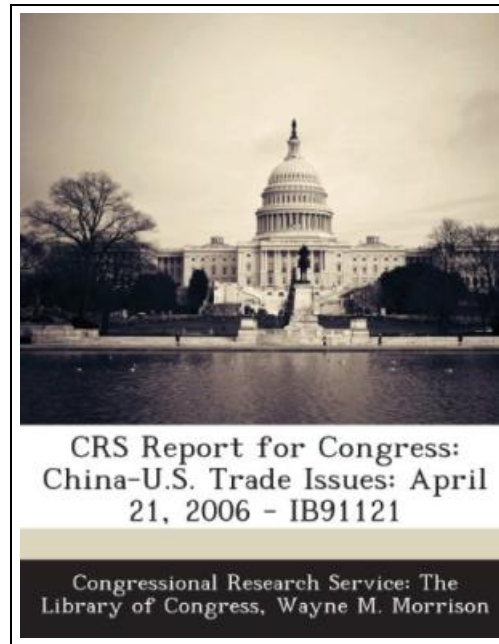 CRS Report for Congress:
China-U.S. Trade Issues: April
21, 2006 - IB91121
Congressional Research Service: The
Library of Congress, Wayne M. Morrison